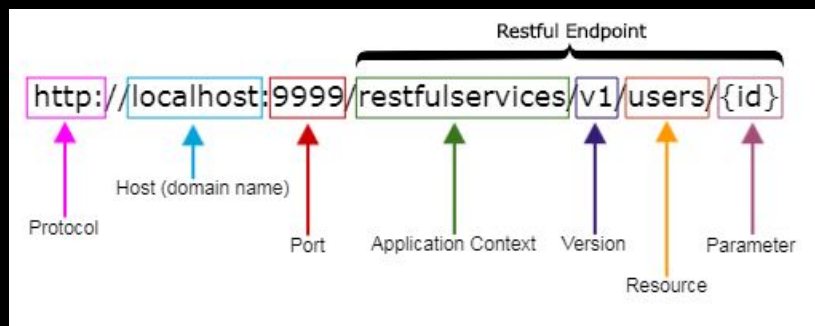 Restful Endpoint
http://localhost:9999/restfulservices/v1/users/{id}
Host (domain name)
Protocol
Port
Application Context
Version
Parameter
Resource